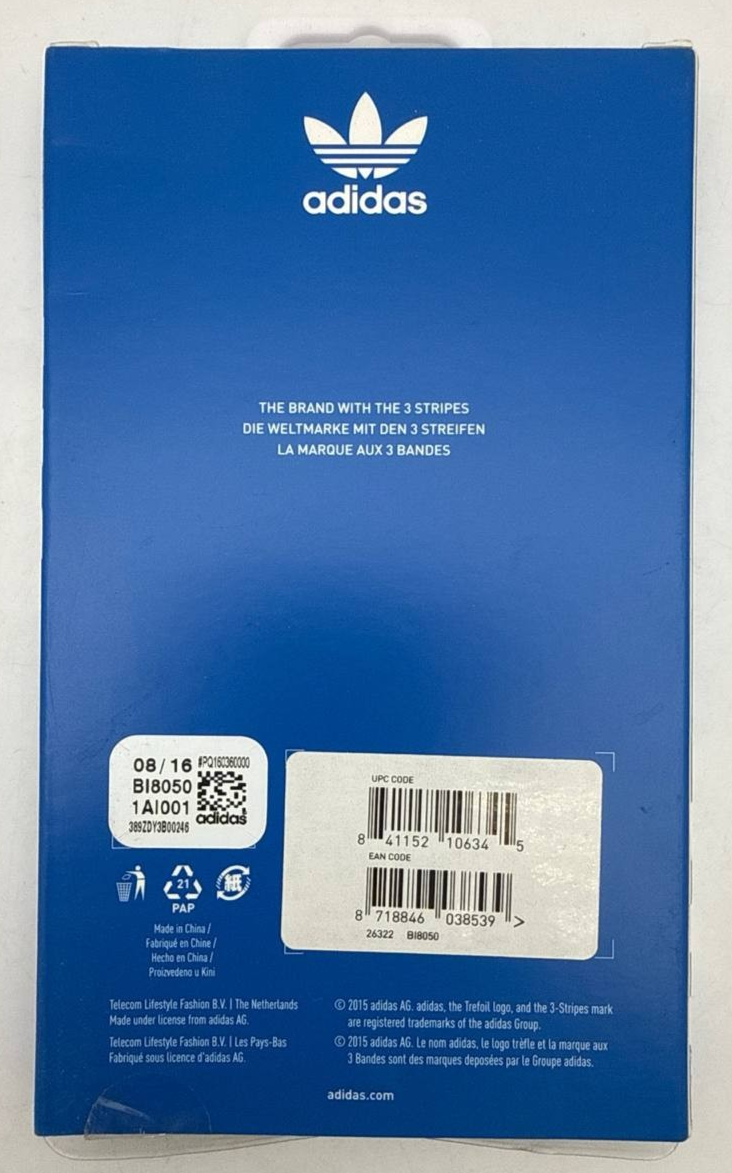 adidas
THE BRAND WITH THE 3 STRIPES
DIE WELTMARKE MIT DEN 3 STREIFEN
LA MARQUE AUX 3 BANDES
08/16 #PQ160360000
BI8050
1AI001
adidas
389ZDY3B00246
UPC CODE
8 41152 10634 5
EAN CODE
8 718846 038539 >
26322 BI8050
21
PAP
紙
Made in China /
Fabriqué en Chine /
Hecho en China /
Proizvedeno u Kini
Telecom Lifestyle Fashion B.V. | The Netherlands
Made under license from adidas AG.
Telecom Lifestyle Fashion B.V. | Les Pays-Bas
Fabriqué sous licence d'adidas AG.
© 2015 adidas AG. adidas, the Trefoil logo, and the 3-Stripes mark
are registered trademarks of the adidas Group.
© 2015 adidas AG. Le nom adidas, le logo trèfle et la marque aux
3 Bandes sont des marques deposées par le Groupe adidas.
adidas.com